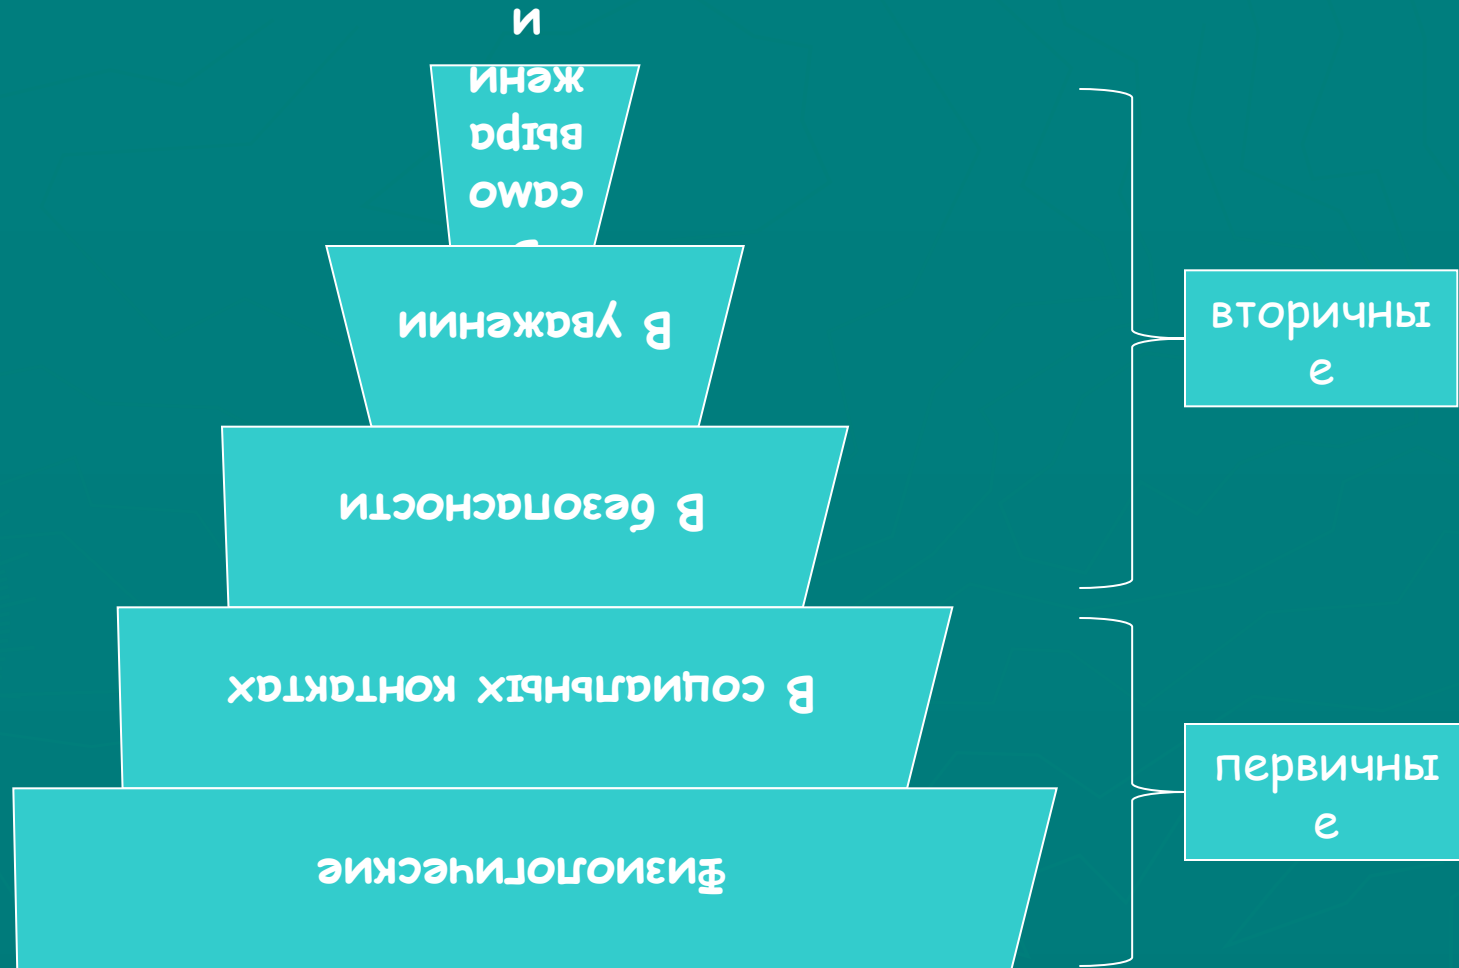 само
выра
жени
и
В уважении
В безопасности
В социальных контактах
Физиологические
вторичны
е
первичны
е